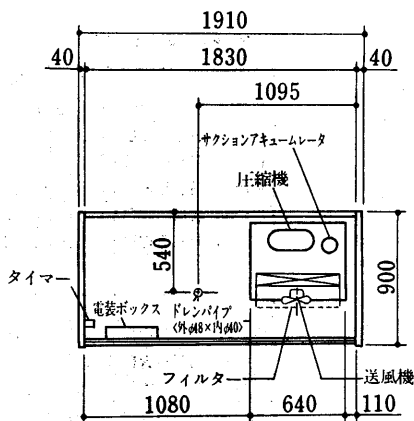 1910
40
1830
40
1095
サクションアキュームレータ
圧縮機
540
900
タイマー
電装ボックス
ドレンパイプ
<外φ48×内φ40>
フィルター
送風機
1080
640
110